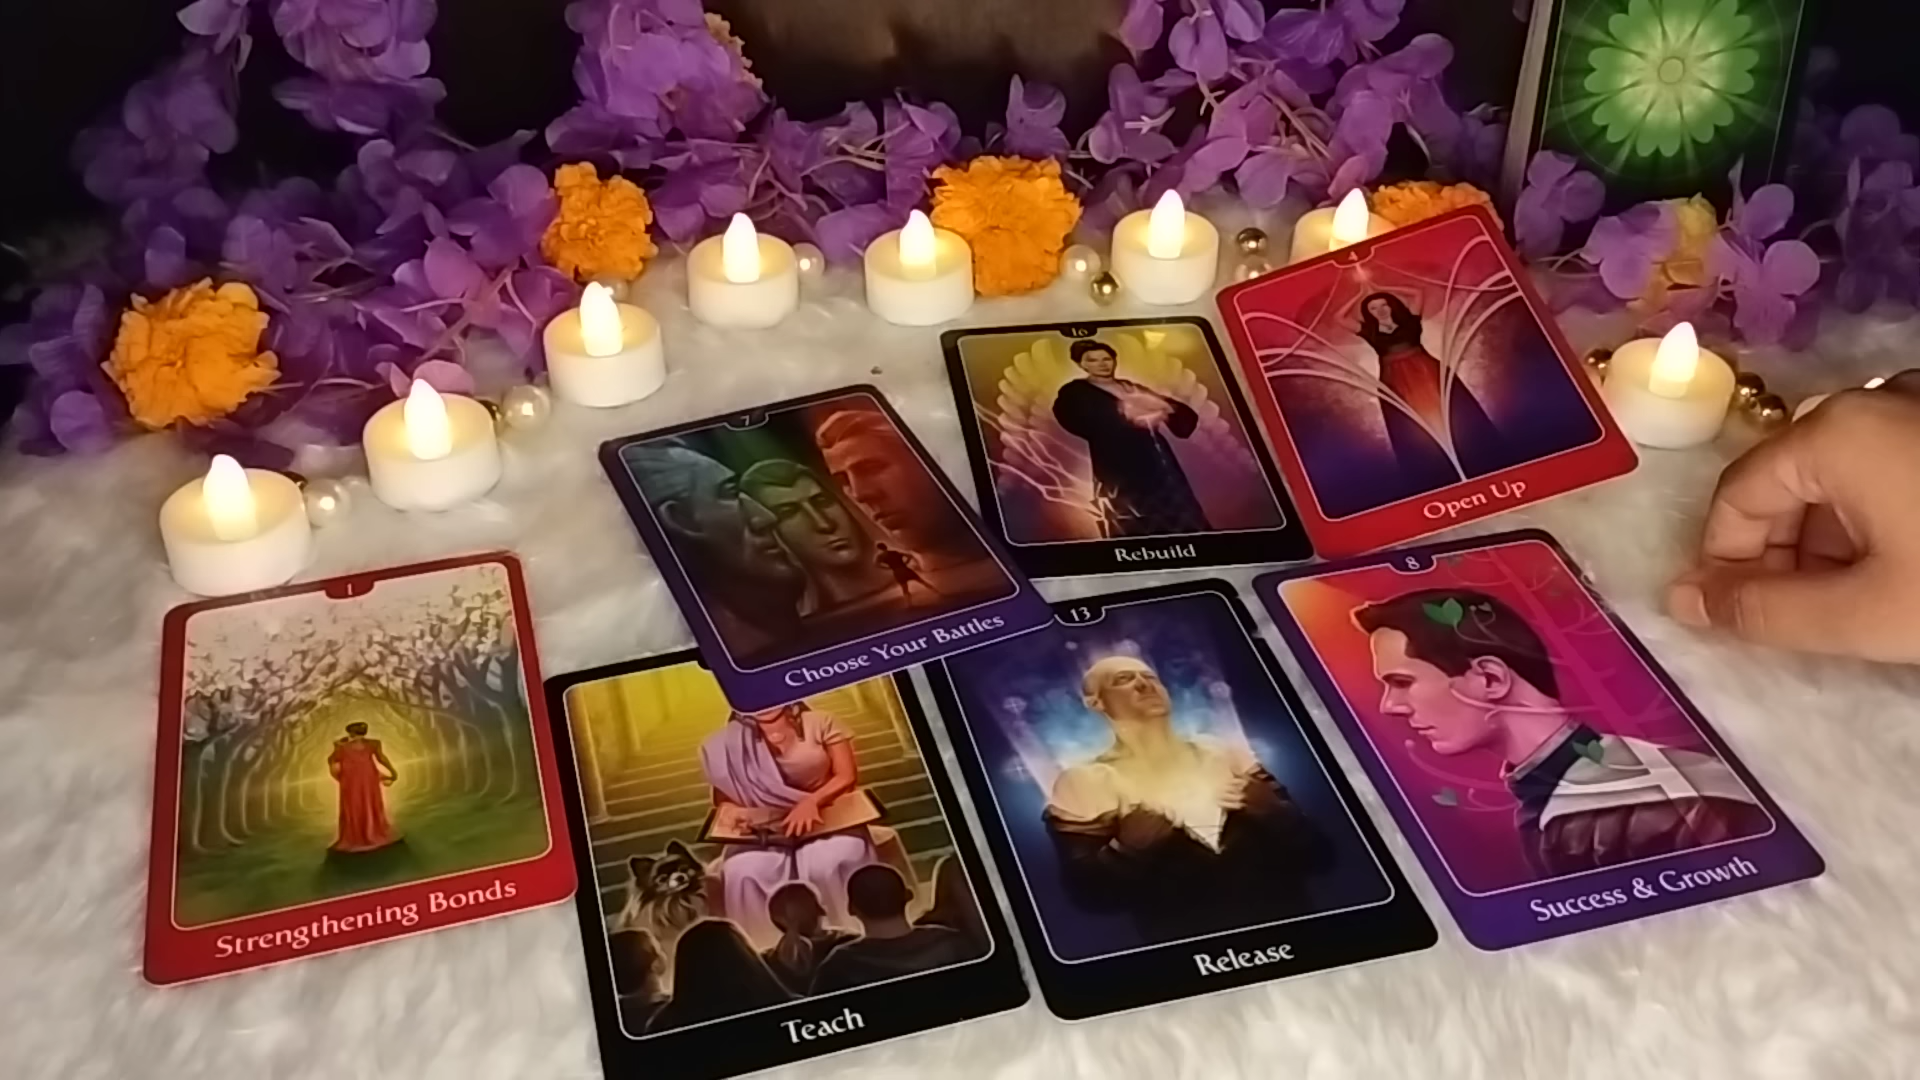 16
4
Open Up
7
Rebuild
Choose Your Battles
1
13
8
Strengthening Bonds
Teach
Release
Success & Growth